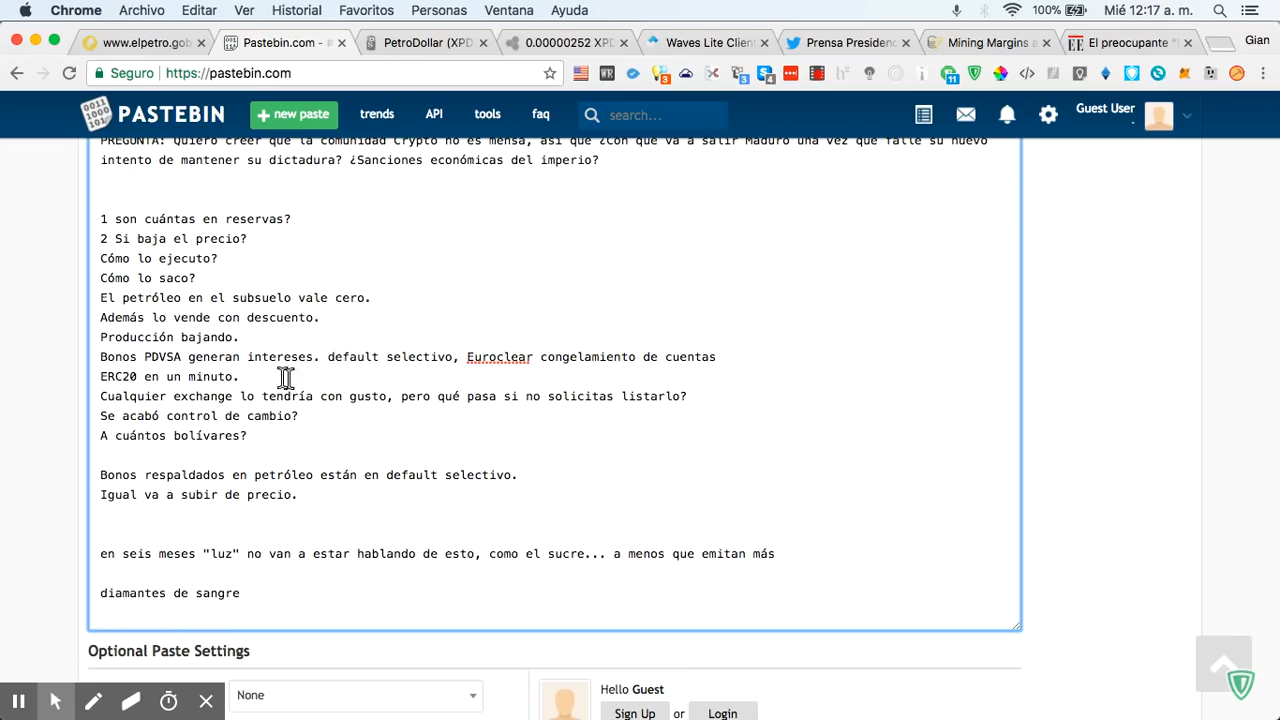 Chrome Archivo Editar Ver Historial Favoritos Personas Ventana Ayuda 100% Mié 12:17 a. m.
www.elpetro.gob Pastebin.com - # PetroDollar (XPD 0.00000252 XPD Waves Lite Clien Twitter Prensa Presiden Mining Margins a El preocupante " Gian
Seguro https://pastebin.com
PASTEBIN + new paste trends API tools faq search... Guest User
PREGUNTA: Quiero creer que la comunidad Crypto no es mensa, así que ¿Con qué va a salir Maduro una vez que falle su nuevo
intento de mantener su dictadura? ¿Sanciones económicas del imperio?
1 son cuántas en reservas?
2 Si baja el precio?
Cómo lo ejecuto?
Cómo lo saco?
El petróleo en el subsuelo vale cero.
Además lo vende con descuento.
Producción bajando.
Bonos PDVSA generan intereses. default selectivo, Euroclear congelamiento de cuentas
ERC20 en un minuto.
Cualquier exchange lo tendría con gusto, pero qué pasa si no solicitas listarlo?
Se acabó control de cambio?
A cuántos bolívares?
Bonos respaldados en petróleo están en default selectivo.
Igual va a subir de precio.
en seis meses "luz" no van a estar hablando de esto, como el sucre... a menos que emitan más
diamantes de sangre
Optional Paste Settings
None
Hello Guest
Sign Up or Login